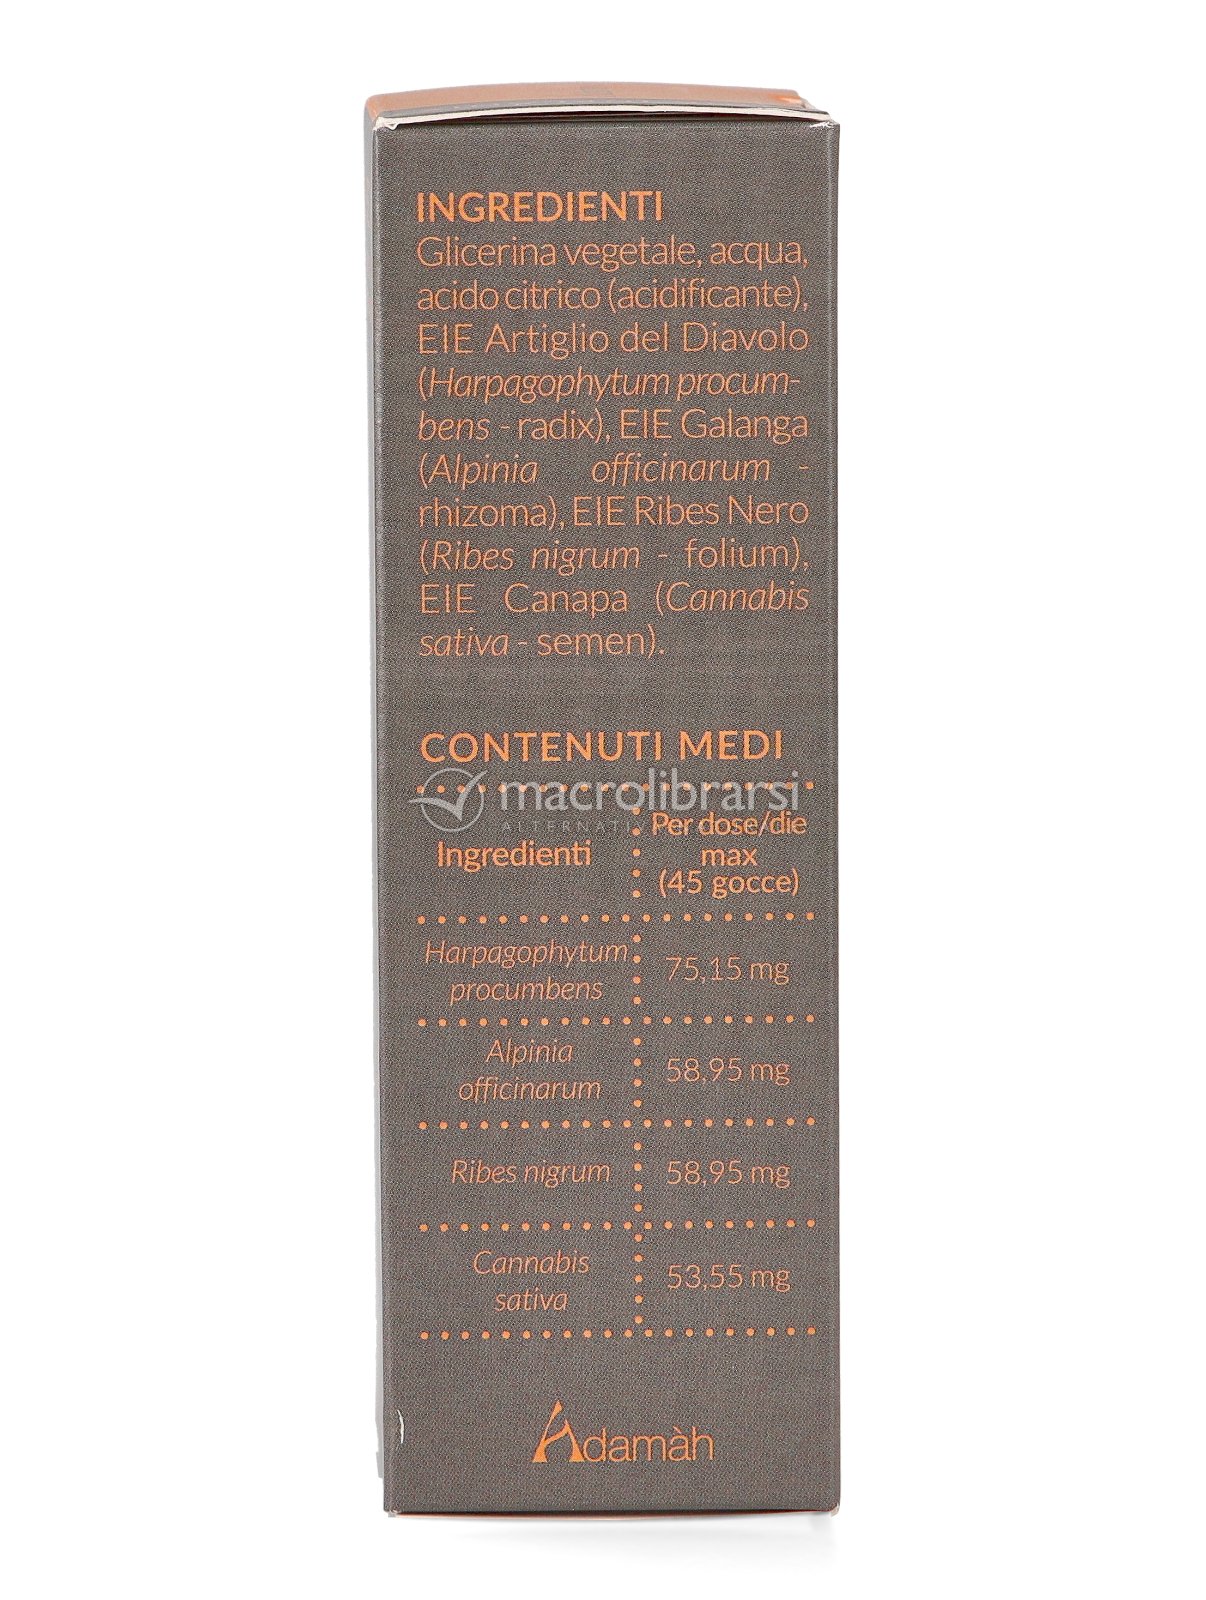 INGREDIENTI
Glicerina vegetale, acqua,
acido citrico (acidificante),
EIE Artiglio del Diavolo
(Harpagophytum procum-
bens - radix), EIE Galanga
(Alpinia officinarum -
rhizoma), EIE Ribes Nero
(Ribes nigrum - folium),
EIE Canapa (Cannabis
sativa - semen).
CONTENUTI MEDI
macrolibrarsi
Ingredienti
Per dose/die
max
(45 gocce)
Harpagophytum
procumbens
75,15 mg
Alpinia
officinarum
58,95 mg
Ribes nigrum
58,95 mg
Cannabis
sativa
53,55 mg
Adamàh